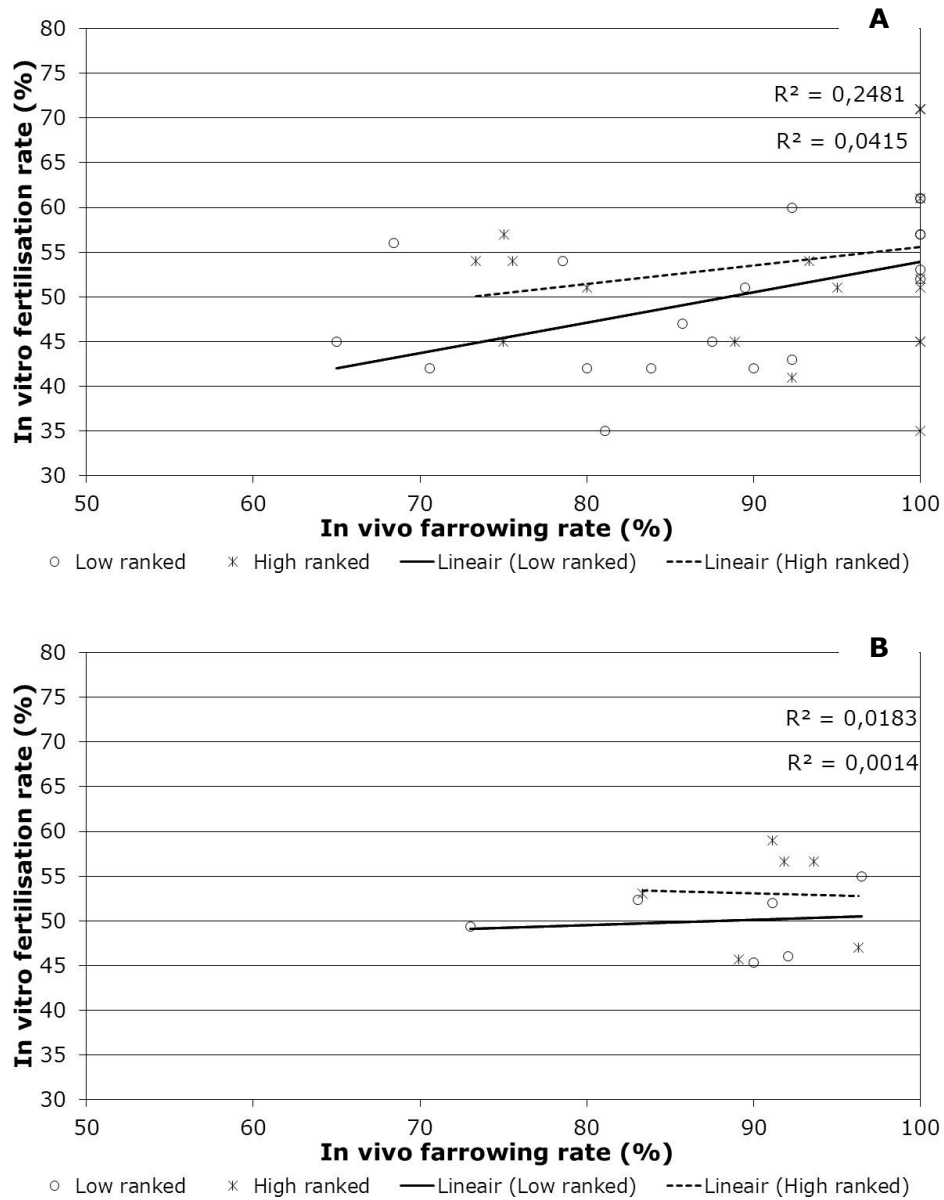 A
80
75
70
65
60
55
50
45
40
35
30
In vitro fertilisation rate (%)
R² = 0,2481
R² = 0,0415
50 60 70 80 90 100
In vivo farrowing rate (%)
Low ranked High ranked Lineair (Low ranked) Lineair (High ranked)
B
80
75
70
65
60
55
50
45
40
35
30
In vitro fertilisation rate (%)
R² = 0,0183
R² = 0,0014
50 60 70 80 90 100
In vivo farrowing rate (%)
Low ranked High ranked Lineair (Low ranked) Lineair (High ranked)